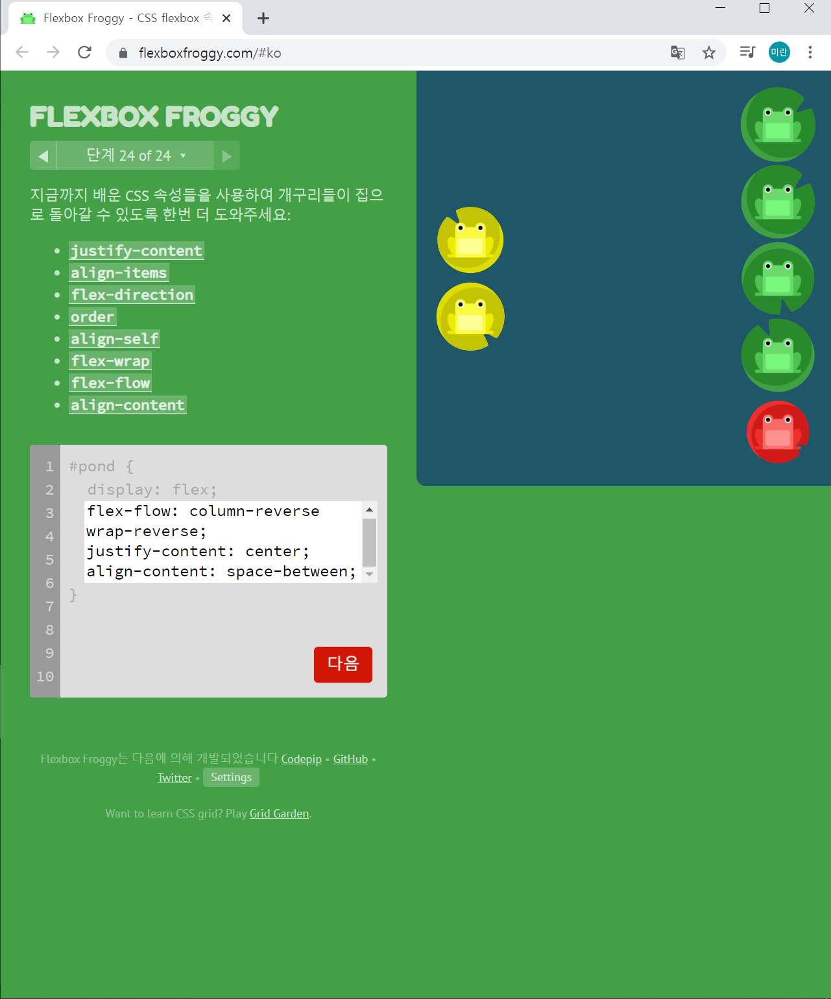 Flexbox Froggy - CSS flexbox 속
flexboxfroggy.com/#ko
미란
FLEXBOX FROGGY
◀ 단계 24 of 24 ▼ ▶
지금까지 배운 CSS 속성들을 사용하여 개구리들이 집으
로 돌아갈 수 있도록 한번 더 도와주세요:
• justify-content
• align-items
• flex-direction
• order
• align-self
• flex-wrap
• flex-flow
• align-content
1 #pond {
2 display: flex;
3 flex-flow: column-reverse
4 wrap-reverse;
5 justify-content: center;
6 align-content: space-between;
7 }
8
9
10
다음
Flexbox Froggy는 다음에 의해 개발되었습니다 Codepip • GitHub •
Twitter • Settings
Want to learn CSS grid? Play Grid Garden.